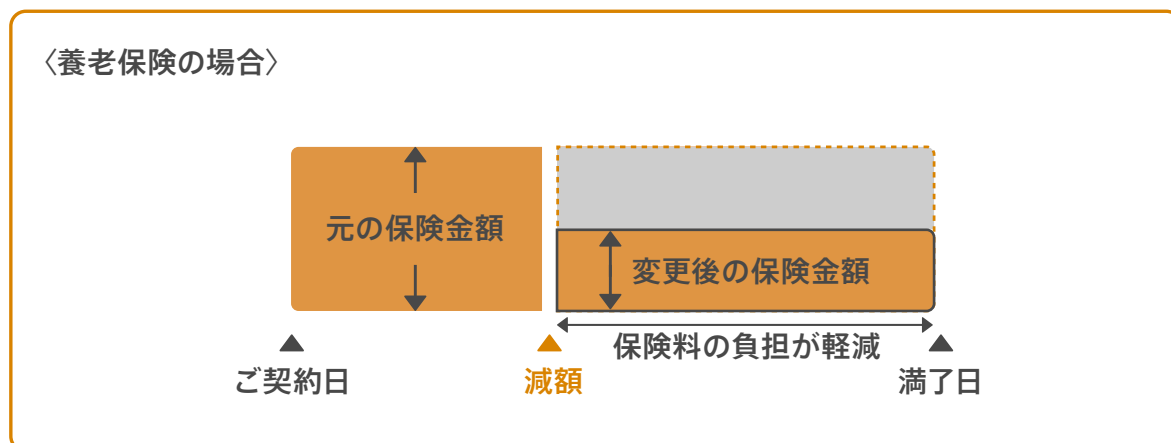 〈養老保険の場合〉
元の保険金額
変更後の保険金額
保険料の負担が軽減
ご契約日
減額
満了日